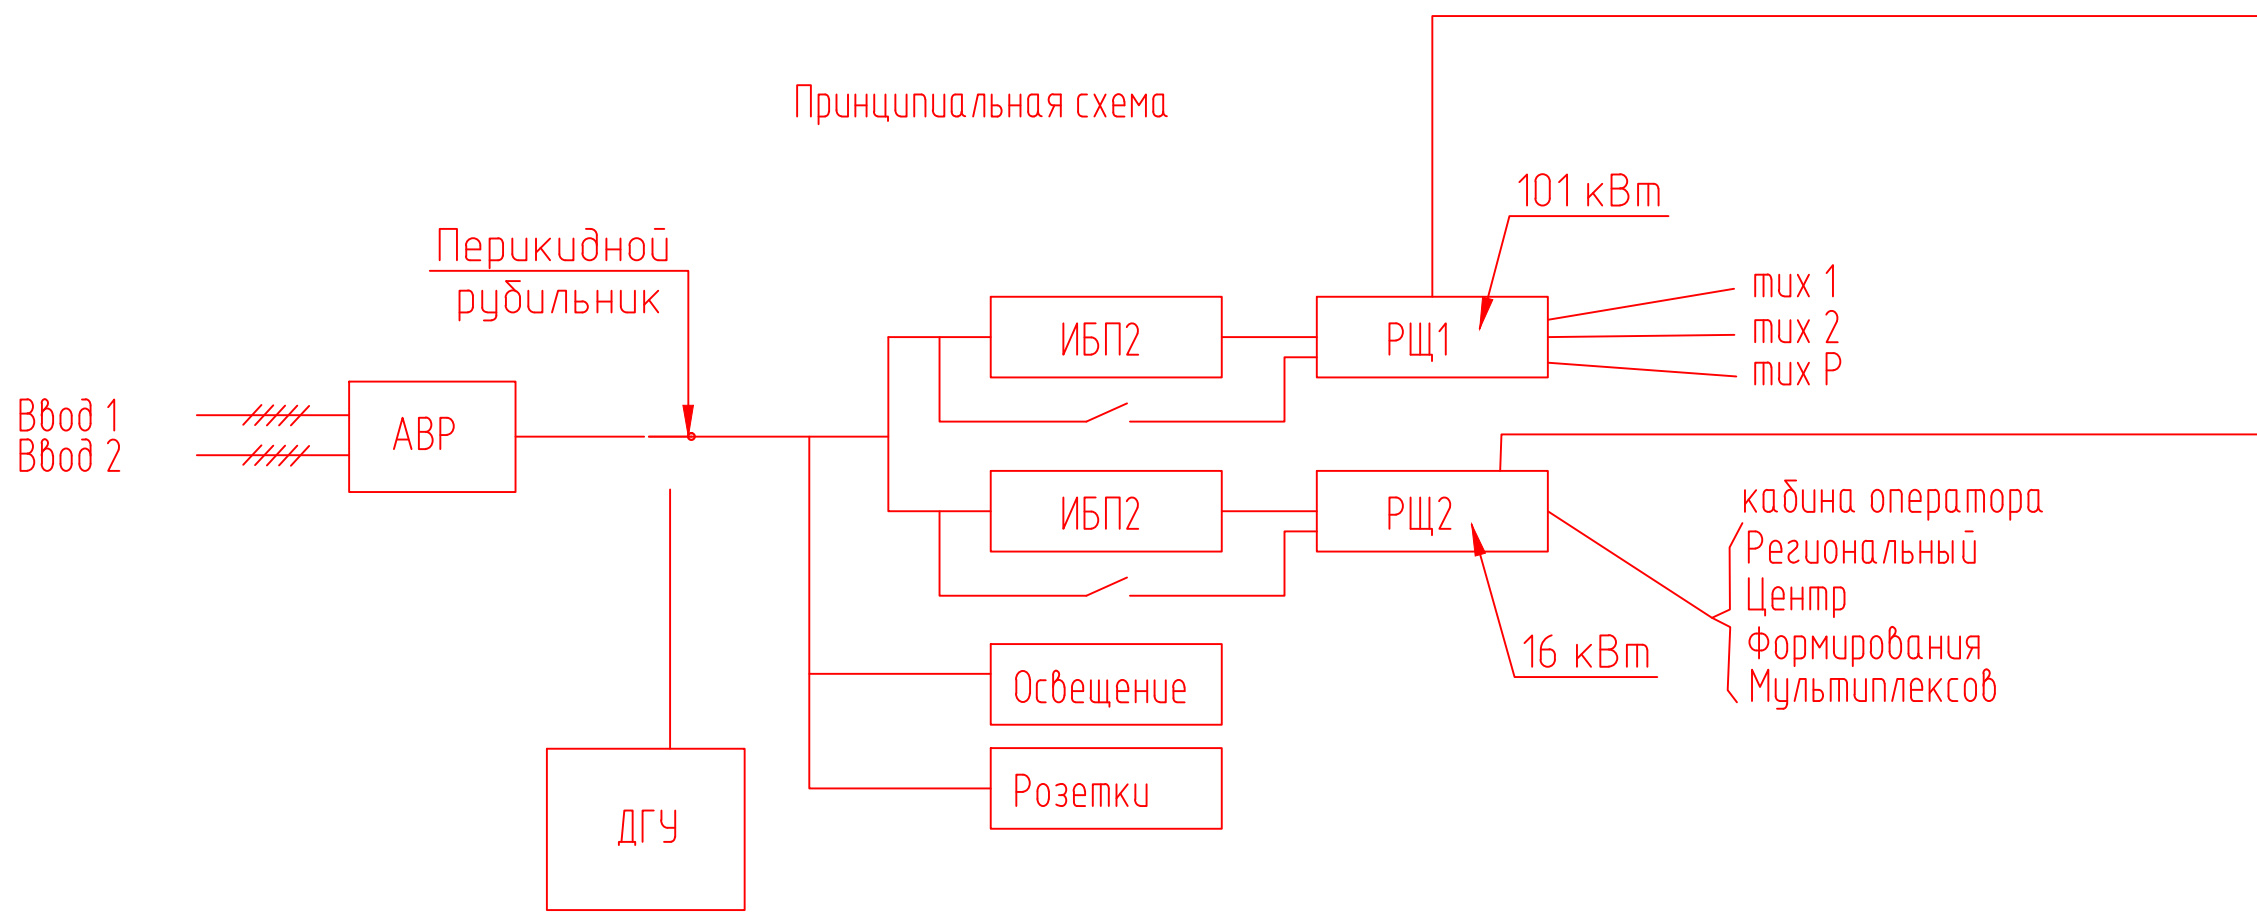 Принципиальная схема
101 кВт
Перикидной
рубильник
тих 1
тих 2
тих Р
ИБП2
РЩ1
Ввод 1
Ввод 2
АВР
ИБП2
РЩ2
кабина оператора
Региональный
Центр
Формирования
Мультиплексов
16 кВт
Освещение
Розетки
ДГУ